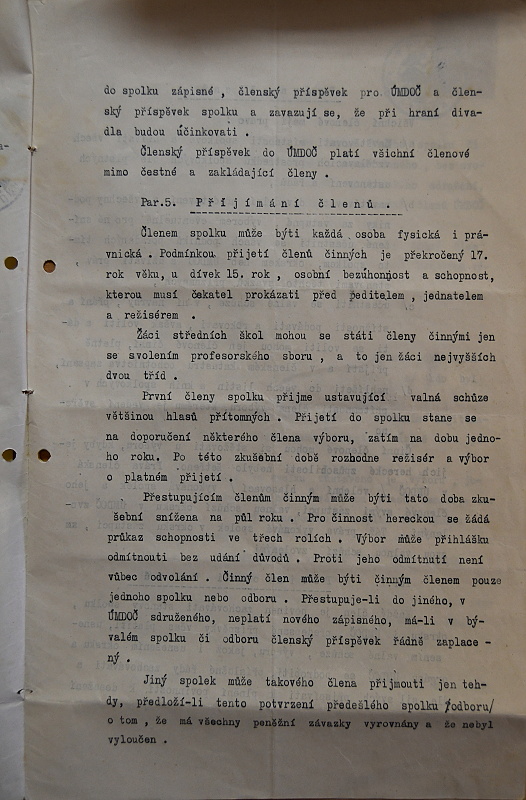 do spolku zápisné , členský příspěvek pro ÚMDOČ a člen-
ský příspěvek spolku a zavazují se, že při hraní diva-
dla budou účinkovati .
Členský příspěvek do ÚMDOČ platí všichni členové
mimo čestné a zakládající členy .
Par.5. Příjímání členů .
Členem spolku může býti každá osoba fysická i prá-
vnická . Podmínkou přijetí členů činných je překročený 17.
rok věku, u dívek 15. rok , osobní bezúhonnost a schopnost,
kterou musí čekatel prokázati před ředitelem , jednatelem
a režisérem .
Žáci středních škol mohou se státi členy činnými jen
se svolením profesorského sboru , a to jen žáci nejvyšších
dvou tříd .
První členy spolku přijme ustavující valná schůze
většinou hlasů přítomných . Přijetí do spolku stane se
na doporučení některého člena výboru, zatím na dobu jedno-
ho roku. Po této zkušební době rozhodne režisér a výbor
o platném přijetí .
Přestupujícím členům činným může býti tato doba zku-
šební snížena na půl roku . Pro činnost hereckou se žádá
průkaz schopnosti ve třech rolích . Výbor může přihlášku
odmítnouti bez udání důvodů . Proti jeho odmítnutí není
vůbec odvolání . Činný člen může býti činným členem pouze
jednoho spolku nebo odboru . Přestupuje-li do jiného, v
ÚMDOČ sdruženého, neplatí nového zápisného, má-li v bý-
valém spolku či odboru členský příspěvek řádně zaplace -
ný .
Jiný spolek může takového člena přijmouti jen teh-
dy, předloží-li tento potvrzení předešlého spolku /odboru/
o tom , že má všechny peněžní závazky vyrovnány a že nebyl
vyloučen .